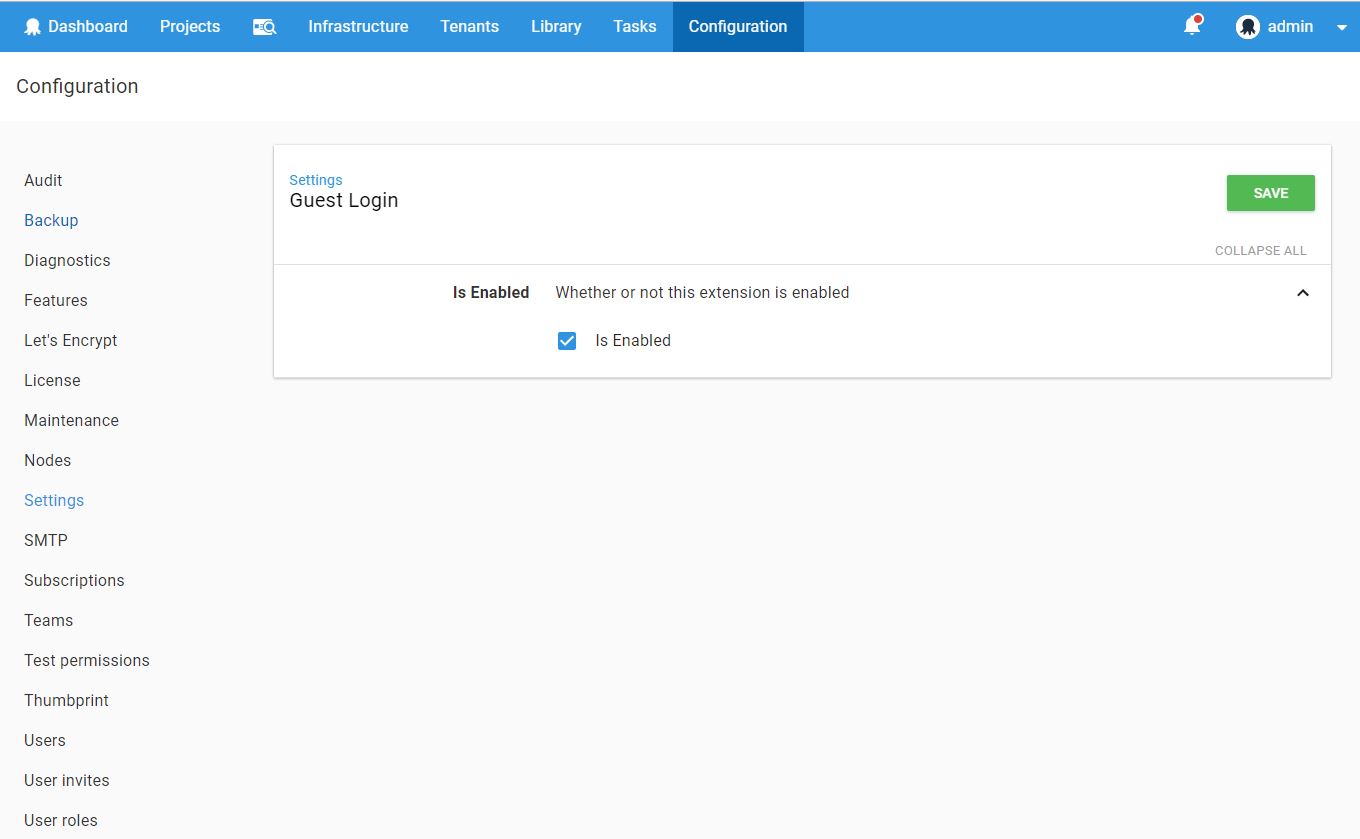 Dashboard Projects Infrastructure Tenants Library Tasks Configuration admin
Configuration
Audit
Backup
Diagnostics
Features
Let's Encrypt
License
Maintenance
Nodes
Settings
SMTP
Subscriptions
Teams
Test permissions
Thumbprint
Users
User invites
User roles
Settings
Guest Login
SAVE
COLLAPSE ALL
Is Enabled Whether or not this extension is enabled
Is Enabled